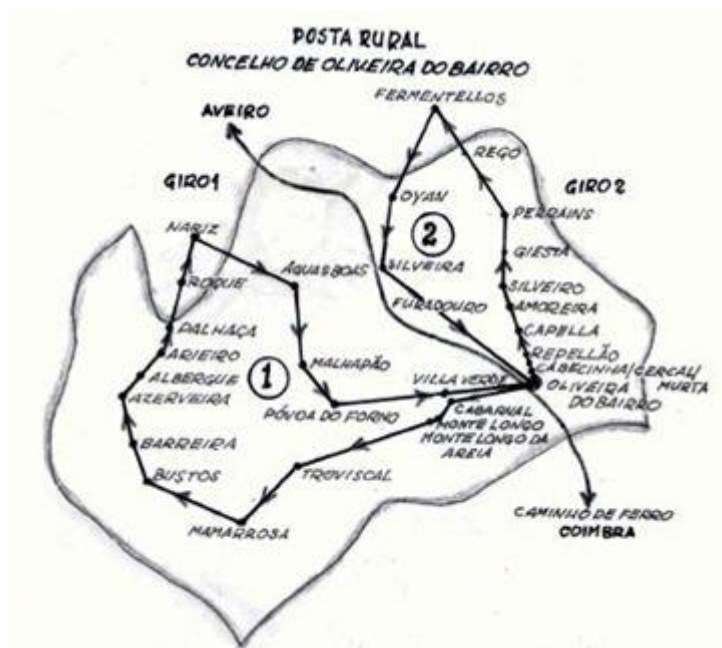 POSTA RURAL
CONCELHO DE OLIVEIRA DO BAIRRO
FERMENTELLOS
AVEIRO
REGO
GIRO 1
GIRO 2
OYAN
PERRAINS
NARIZ
2
GIESTA
ÁGUASBOAS
SILVEIRA
ROQUE
SILVEIRO
FURADOURO
AMOREIRA
PALHAÇA
CAPELLA
ARIEIRO
REPELLÃO
MALHAPÃO
CABECINHA/CERCAL/
MURTA
ALBERGUE
1
VILLA VERDE
OLIVEIRA
DO BAIRRO
AZERVEIRA
PÓVOA DO FORNO
CABARNAL
MONTE LONGO
MONTE LONGO DA
AREIA
BARREIRA
TROVISCAL
BUSTOS
CAMINHO DE FERRO
COIMBRA
MAMARROSA